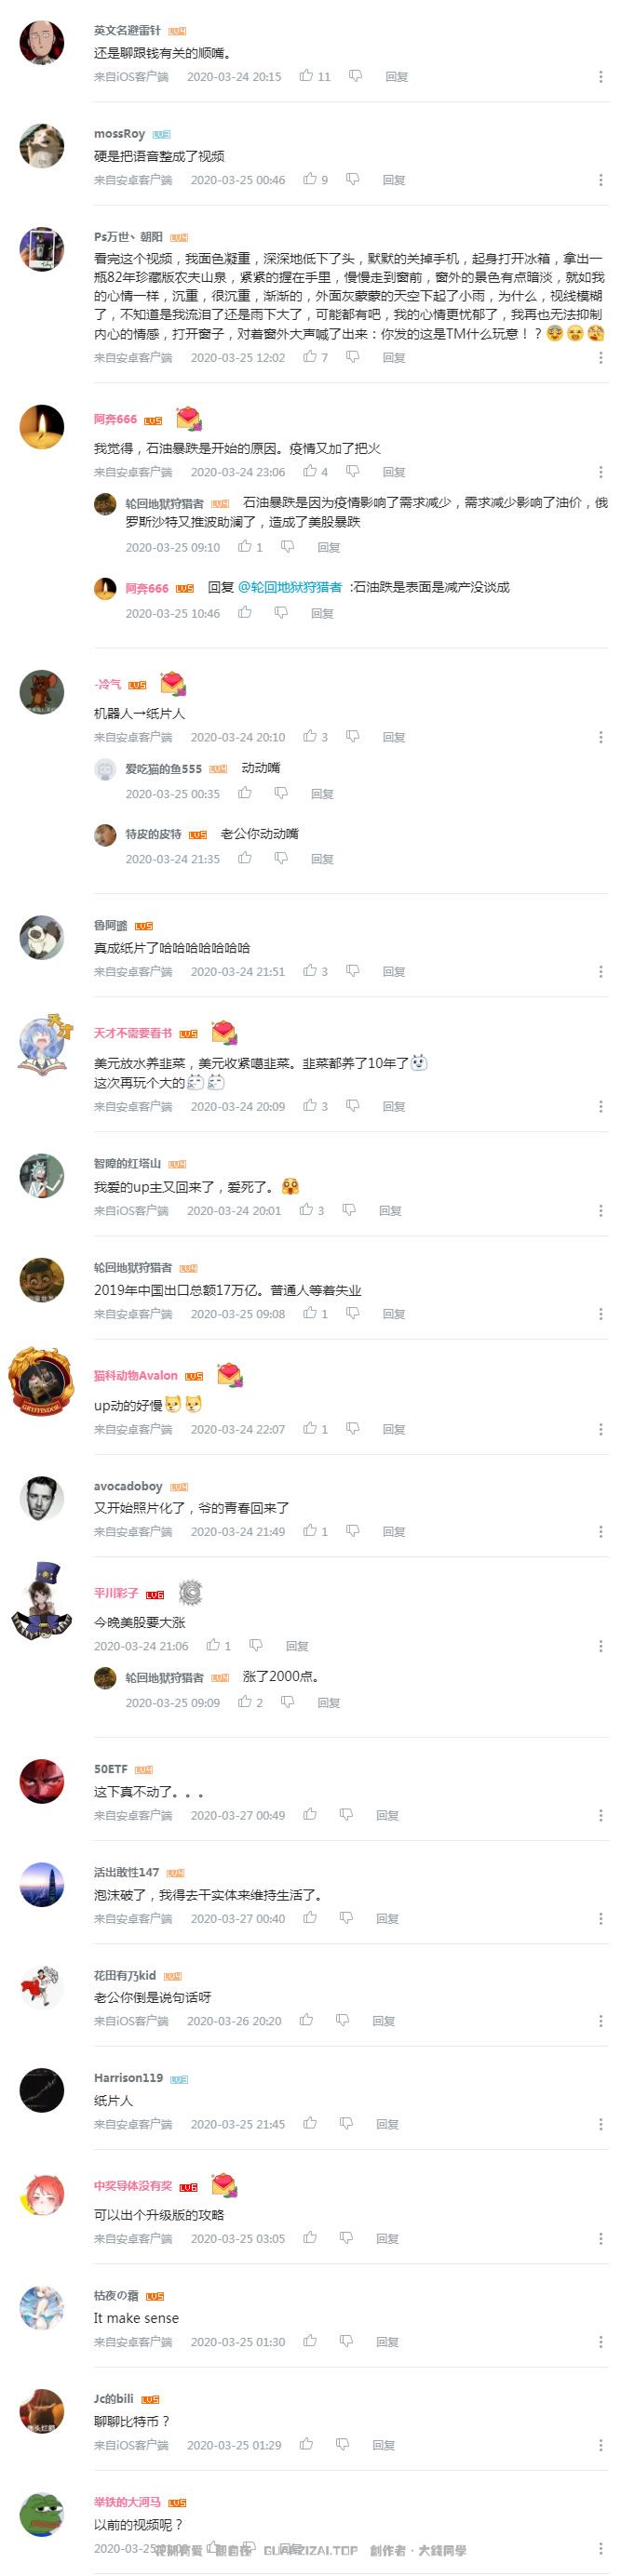 英文名避雷针 LV4
还是聊跟钱有关的顺嘴。
来自iOS客户端 2020-03-24 20:15 11 回复
mossRoy LV3
硬是把语音整成了视频
来自安卓客户端 2020-03-25 00:46 9 回复
Ps万世丶朝阳 LV4
看完这个视频，我面色凝重，深深地低下了头，默默的关掉手机，起身打开冰箱，拿出一
瓶82年珍藏版农夫山泉，紧紧的握在手里，慢慢走到窗前，窗外的景色有点暗淡，就如我
的心情一样，沉重，很沉重，渐渐的，外面灰蒙蒙的天空下起了小雨，为什么，视线模糊
了，不知道是我流泪了还是雨下大了，可能都有吧，我的心情更忧郁了，我再也无法抑制
内心的情感，打开窗子，对着窗外大声喊了出来：你发的这是TM什么玩意！？
来自安卓客户端 2020-03-25 12:02 7 回复
阿奔666 LV5
我觉得，石油暴跌是开始的原因。疫情又加了把火
来自安卓客户端 2020-03-24 23:06 4 回复
轮回地狱狩猎者 LV4 石油暴跌是因为疫情影响了需求减少，需求减少影响了油价，俄
罗斯沙特又推波助澜了，造成了美股暴跌
2020-03-25 09:10 1 回复
阿奔666 LV5 回复 @轮回地狱狩猎者 :石油跌是表面是减产没谈成
2020-03-25 10:46 回复
-冷气 LV5
机器人→纸片人
来自安卓客户端 2020-03-24 20:10 3 回复
爱吃猫的鱼555 LV4 动动嘴
2020-03-25 00:35 回复
特皮的皮特 LV5 老公你动动嘴
2020-03-24 21:35 回复
鲁阿璐 LV5
真成纸片了哈哈哈哈哈哈哈
来自安卓客户端 2020-03-24 21:51 3 回复
天才
天才不需要看书 LV5
美元放水养韭菜，美元收紧噶韭菜。韭菜都养了10年了
这次再玩个大的
来自安卓客户端 2020-03-24 20:09 3 回复
智障的红塔山 LV4
我爱的up主又回来了，爱死了。
来自iOS客户端 2020-03-24 20:01 3 回复
轮回地狱狩猎者 LV4
2019年中国出口总额17万亿。普通人等着失业
来自安卓客户端 2020-03-25 09:08 1 回复
GRYFFINDOR
猫科动物Avalon LV5
up动的好慢
来自安卓客户端 2020-03-24 22:07 1 回复
avocadoboy LV4
又开始照片化了，爷的青春回来了
来自安卓客户端 2020-03-24 21:49 1 回复
平川彩子 LV6
今晚美股要大涨
2020-03-24 21:06 1 回复
轮回地狱狩猎者 LV4 涨了2000点。
2020-03-25 09:09 2 回复
50ETF LV4
这下真不动了。。。
来自安卓客户端 2020-03-27 00:49 回复
活出敢性147 LV4
泡沫破了，我得去干实体来维持生活了。
来自安卓客户端 2020-03-27 00:40 回复
花田有乃kid LV4
老公你倒是说句话呀
来自iOS客户端 2020-03-26 20:20 回复
Harrison119 LV3
纸片人
来自安卓客户端 2020-03-25 21:45 回复
中奖导体没有奖 LV6
可以出个升级版的攻略
来自安卓客户端 2020-03-25 03:05 回复
枯夜の霜 LV5
It make sense
来自安卓客户端 2020-03-25 01:30 回复
Jc的bili LV5
聊聊比特币？
来自iOS客户端 2020-03-25 01:29 回复
举铁的大河马 LV5
以前的视频呢？
2020-03-25 回复
GUANZIZAI.TOP 創作者·大錢同學